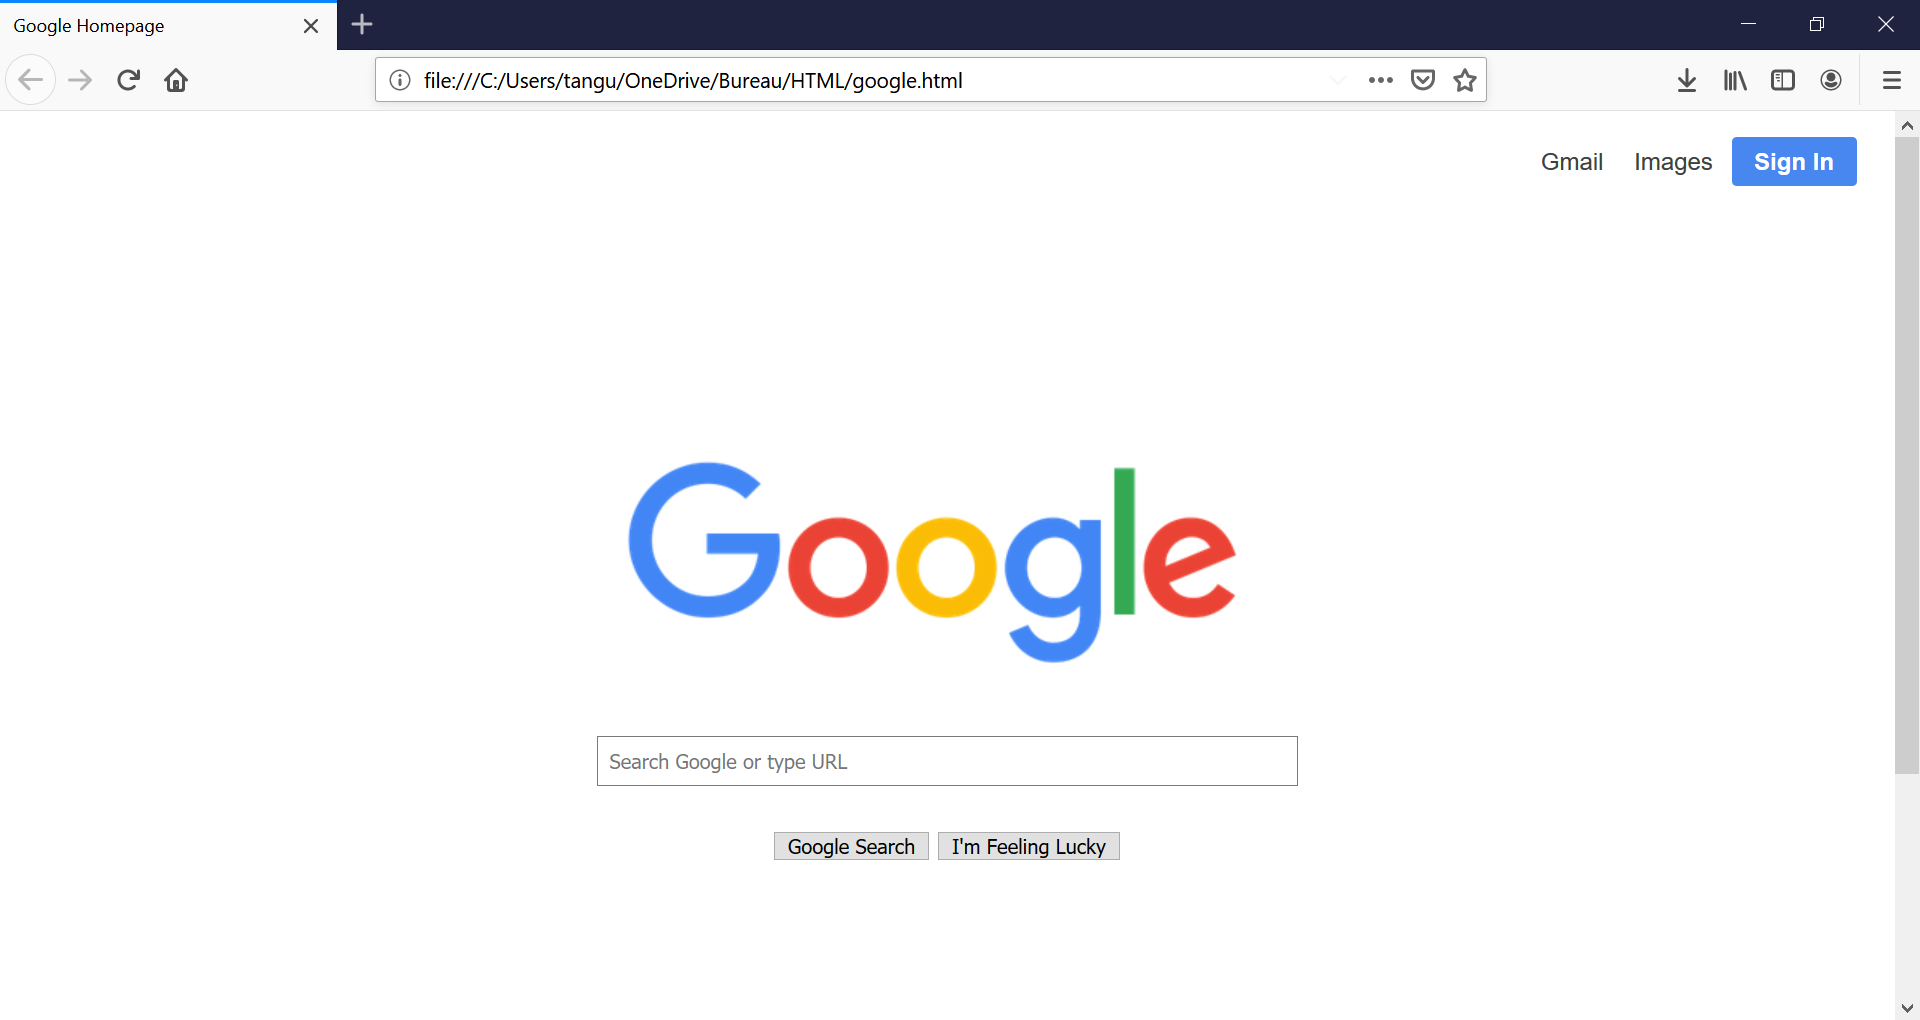 Google Homepage
file:///C:/Users/tangu/OneDrive/Bureau/HTML/google.html
Gmail Images Sign In
Google
Search Google or type URL
Google Search I'm Feeling Lucky